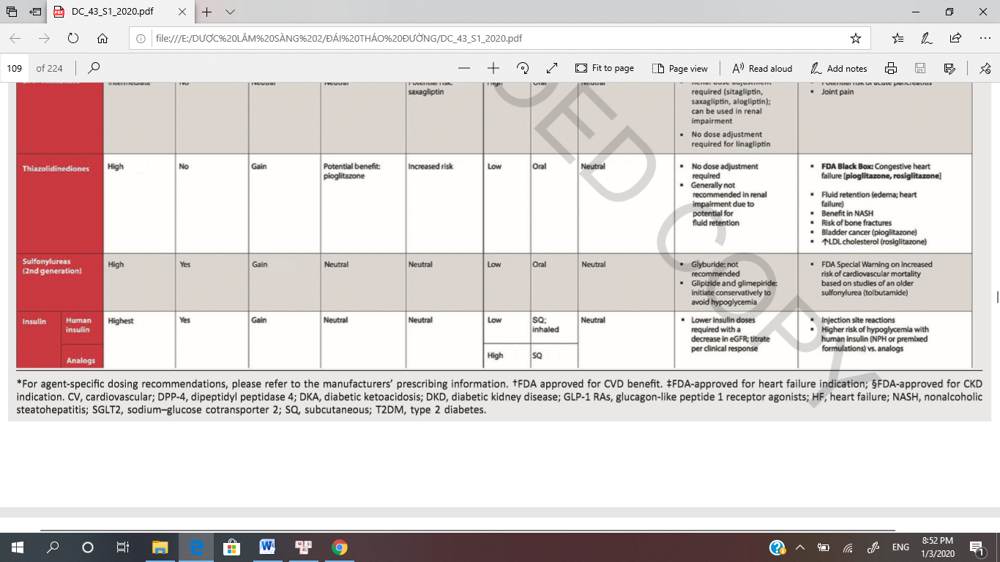 DC_43_S1_2020.pdf
file:///E:/DƯỢC%20LÂM%20SÀNG%202/ĐÁI%20THÁO%20ĐƯỜNG/DC_43_S1_2020.pdf
109 of 224 Fit to page Page view Read aloud Add notes
Intermediate No Neutral Neutral Potential risk: High Oral Neutral Renal dose adjustment Potential risk of acute pancreatitis
saxagliptin required (sitagliptin, Joint pain
saxagliptin, alogliptin);
can be used in renal
impairment
No dose adjustment
required for linagliptin
Thiazolidinediones High No Gain Potential benefit: Increased risk Low Oral Neutral No dose adjustment FDA Black Box: Congestive heart
pioglitazone required failure [pioglitazone, rosiglitazone]
Generally not
recommended in renal Fluid retention (edema; heart
impairment due to failure)
potential for Benefit in NASH
fluid retention Risk of bone fractures
Bladder cancer (pioglitazone)
↑LDL cholesterol (rosiglitazone)
Sulfonylureas High Yes Gain Neutral Neutral Low Oral Neutral Glyburide: not FDA Special Warning on increased
(2nd generation) recommended risk of cardiovascular mortality
Glipizide and glimepiride: based on studies of an older
initiate conservatively to sulfonylurea (tolbutamide)
avoid hypoglycemia
Insulin Human Highest Yes Gain Neutral Neutral Low SQ; Neutral Lower insulin doses Injection site reactions
insulin inhaled required with a Higher risk of hypoglycemia with
decrease in eGFR; titrate human insulin (NPH or premixed
per clinical response formulations) vs. analogs
Analogs High SQ
*For agent-specific dosing recommendations, please refer to the manufacturers' prescribing information. †FDA approved for CVD benefit. ‡FDA-approved for heart failure indication; §FDA-approved for CKD
indication. CV, cardiovascular; DPP-4, dipeptidyl peptidase 4; DKA, diabetic ketoacidosis; DKD, diabetic kidney disease; GLP-1 RAs, glucagon-like peptide 1 receptor agonists; HF, heart failure; NASH, nonalcoholic
steatohepatitis; SGLT2, sodium–glucose cotransporter 2; SQ, subcutaneous; T2DM, type 2 diabetes.
DED COPY
ENG
8:52 PM
1/3/2020